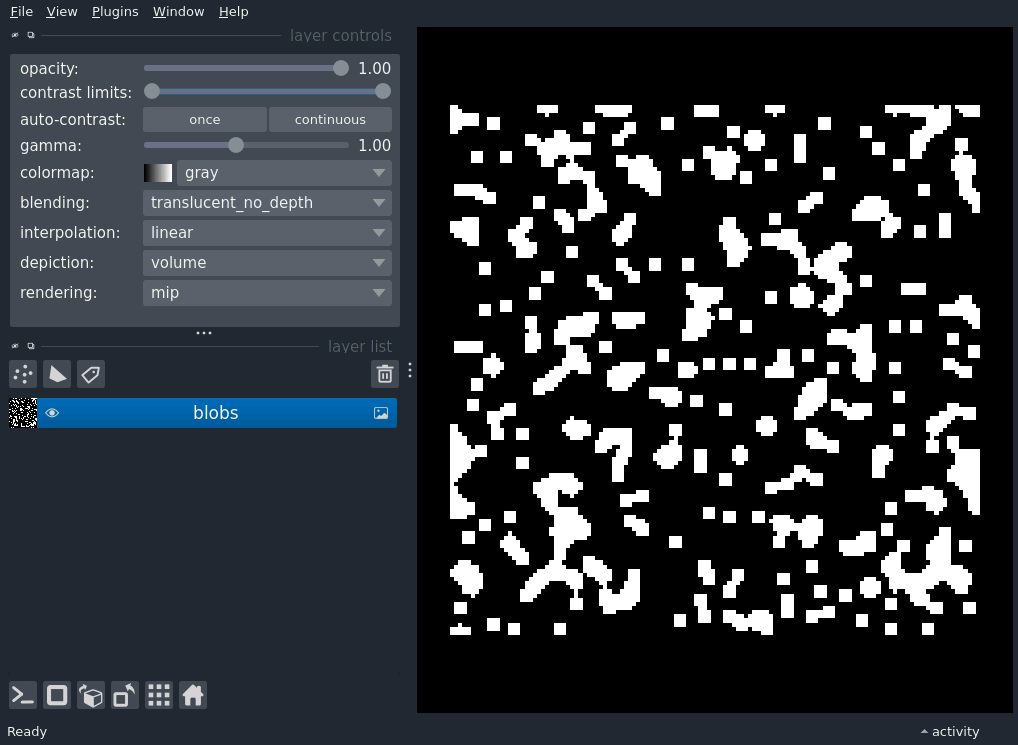 File View Plugins Window Help
layer controls
opacity: 1.00
contrast limits:
auto-contrast: once continuous
gamma: 1.00
colormap: gray
blending: translucent_no_depth
interpolation: linear
depiction: volume
rendering: mip
layer list
blobs
Ready
activity